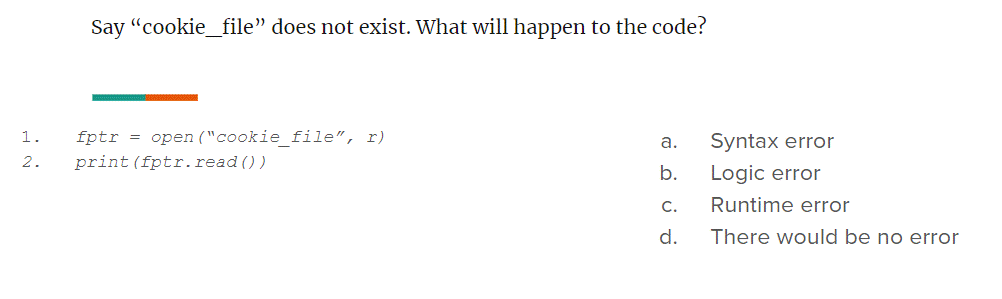 Say “cookie_file” does not exist. What will happen to the code?
1. fptr = open(“cookie_file”, r)
2. print(fptr.read())
a. Syntax error
b. Logic error
c. Runtime error
d. There would be no error